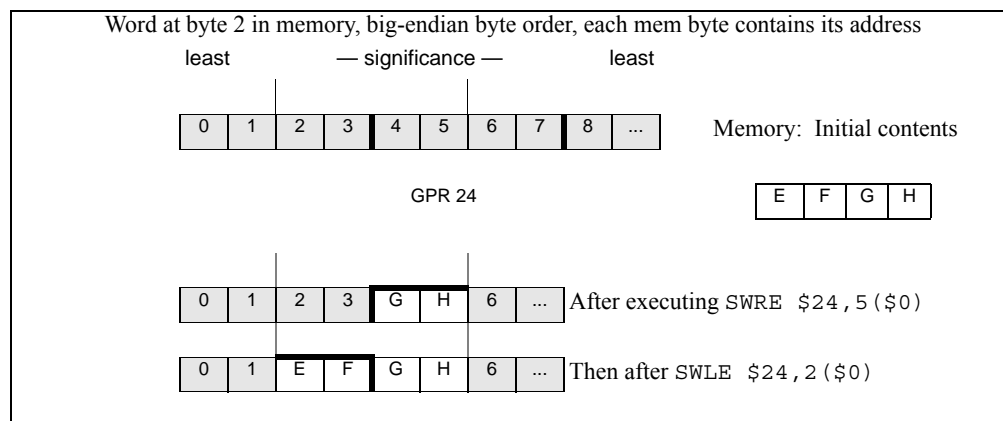 Word at byte 2 in memory, big-endian byte order, each mem byte contains its address
least — significance — least
0 1 2 3 4 5 6 7 8 ... Memory: Initial contents
GPR 24 E F G H
0 1 2 3 G H 6 ... After executing SWRE $24,5($0)
0 1 E F G H 6 ... Then after SWLE $24,2($0)